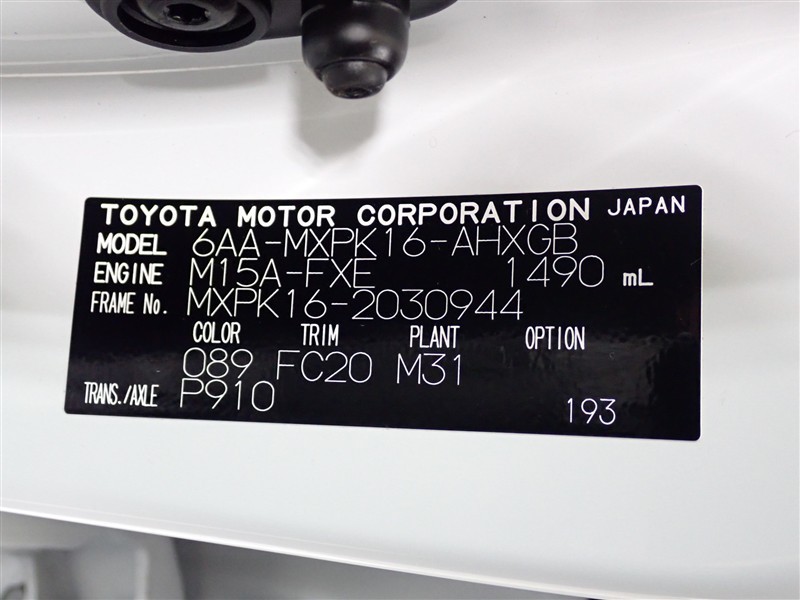 TOYOTA MOTOR CORPORATION JAPAN
MODEL 6AA-MXPK16-AHXGB
ENGINE M15A-FXE 1490 mL
FRAME No. MXPK16-2030944
COLOR TRIM PLANT OPTION
089 FC20 M31
TRANS./AXLE P910 193